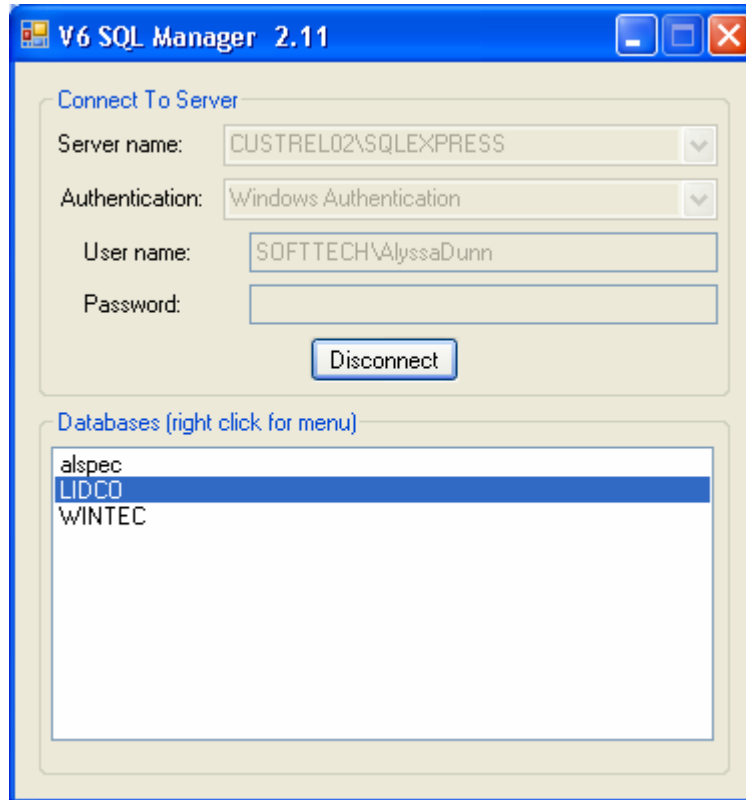 V6 SQL Manager 2.11
Connect To Server
Server name: CUSTREL02\SQLEXPRESS
Authentication: Windows Authentication
User name: SOFTTECH\AlyssaDunn
Password:
Disconnect
Databases (right click for menu)
alspec
LIDCO
WINTEC